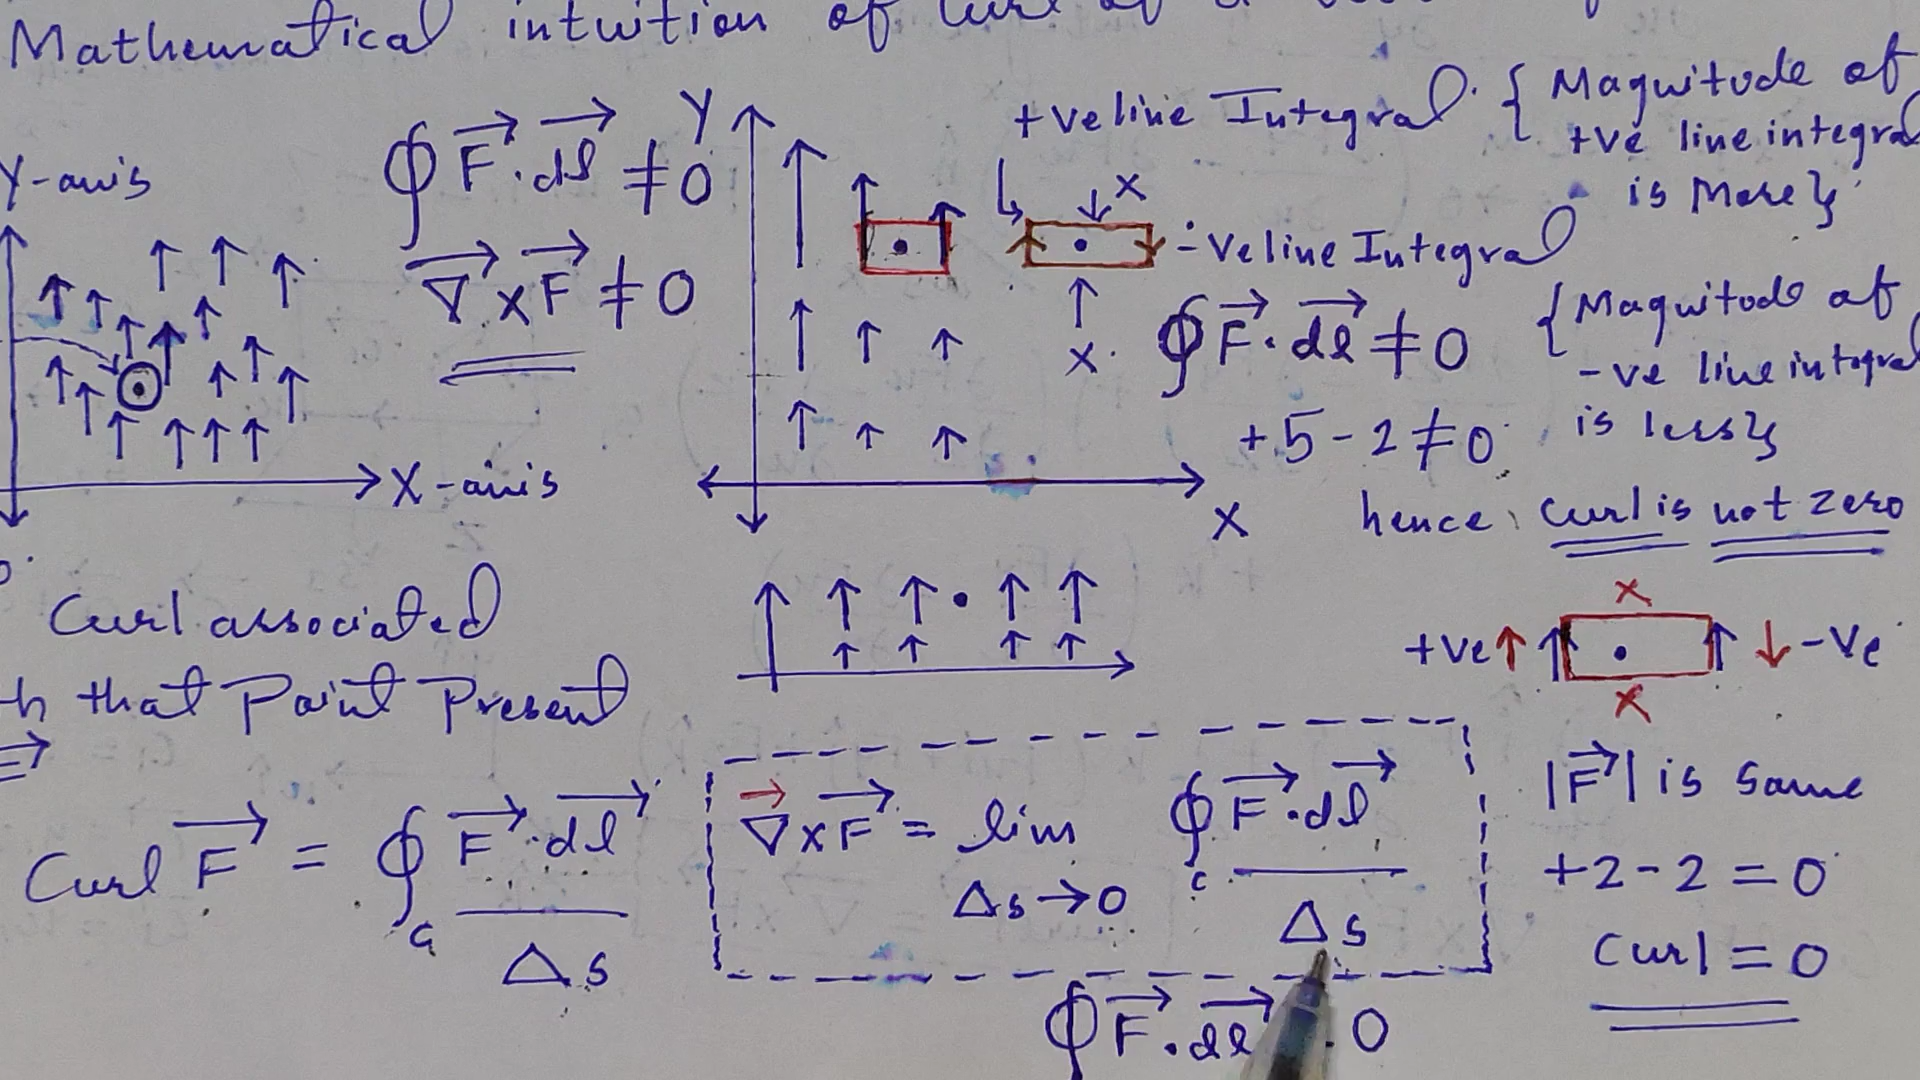 Mathematical intuition of Curl of a
Y-axis
∮ F⃗ . dl⃗ ≠ 0
∇⃗ × F⃗ ≠ 0
X-axis
Y
X
+ve line Integral. { Magnitude of
+ve line integral
is More }
x
-ve line Integral
{ Magnitude of
-ve line integral
is less }
x.
∮ F⃗ . dl⃗ ≠ 0
+5 - 2 ≠ 0
hence, Curl is not zero
Curl associated
that Point Present
x
+ve
-ve
x
Curl F⃗ = ∮c F⃗ . dl⃗ / Δs
∇⃗ × F⃗ = lim Δs→0 ∮c F⃗ . dl⃗ / Δs
|F⃗| is Same
+2 - 2 = 0
Curl = 0
∮ F⃗ . dl⃗ 0